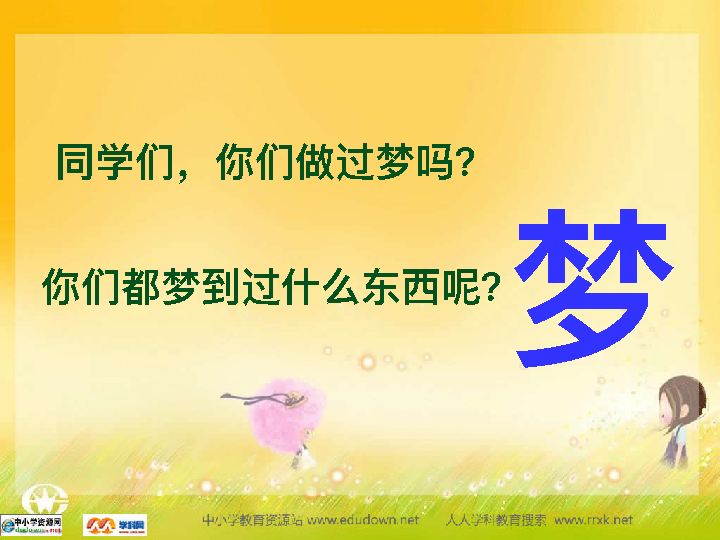 同学们，你们做过梦吗?
你们都梦到过什么东西呢?
梦
中小学资源网
学科网
中小学教育资源站 www.edudown.net 人人学科教育搜索 www.rrxk.net